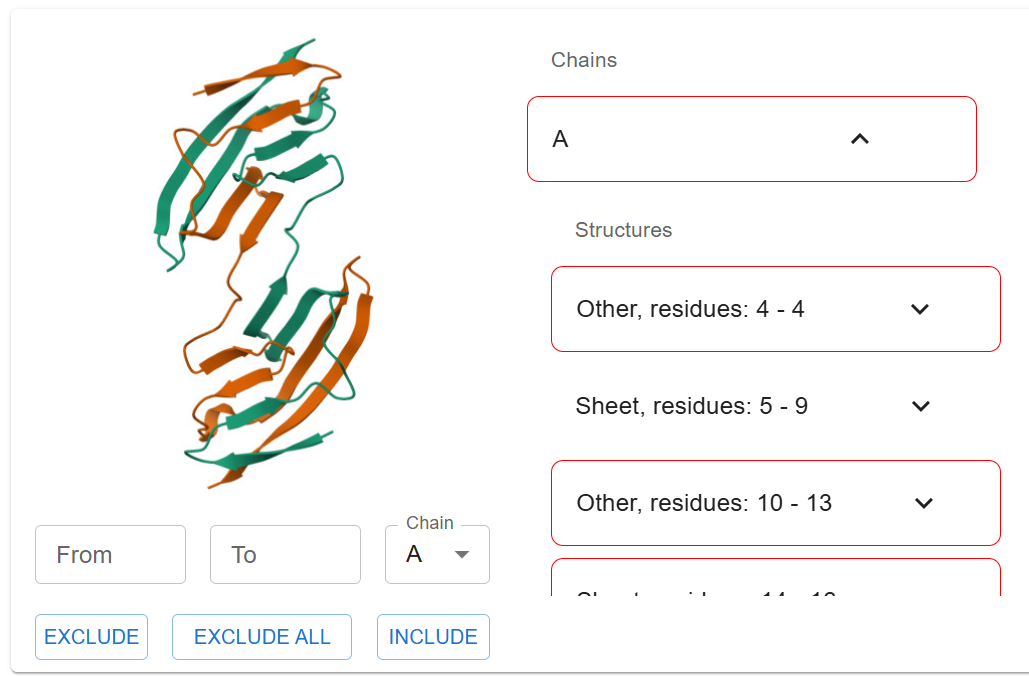 Chains
A
Structures
Other, residues: 4 - 4
Sheet, residues: 5 - 9
Other, residues: 10 - 13
From
To
Chain
A
EXCLUDE
EXCLUDE ALL
INCLUDE